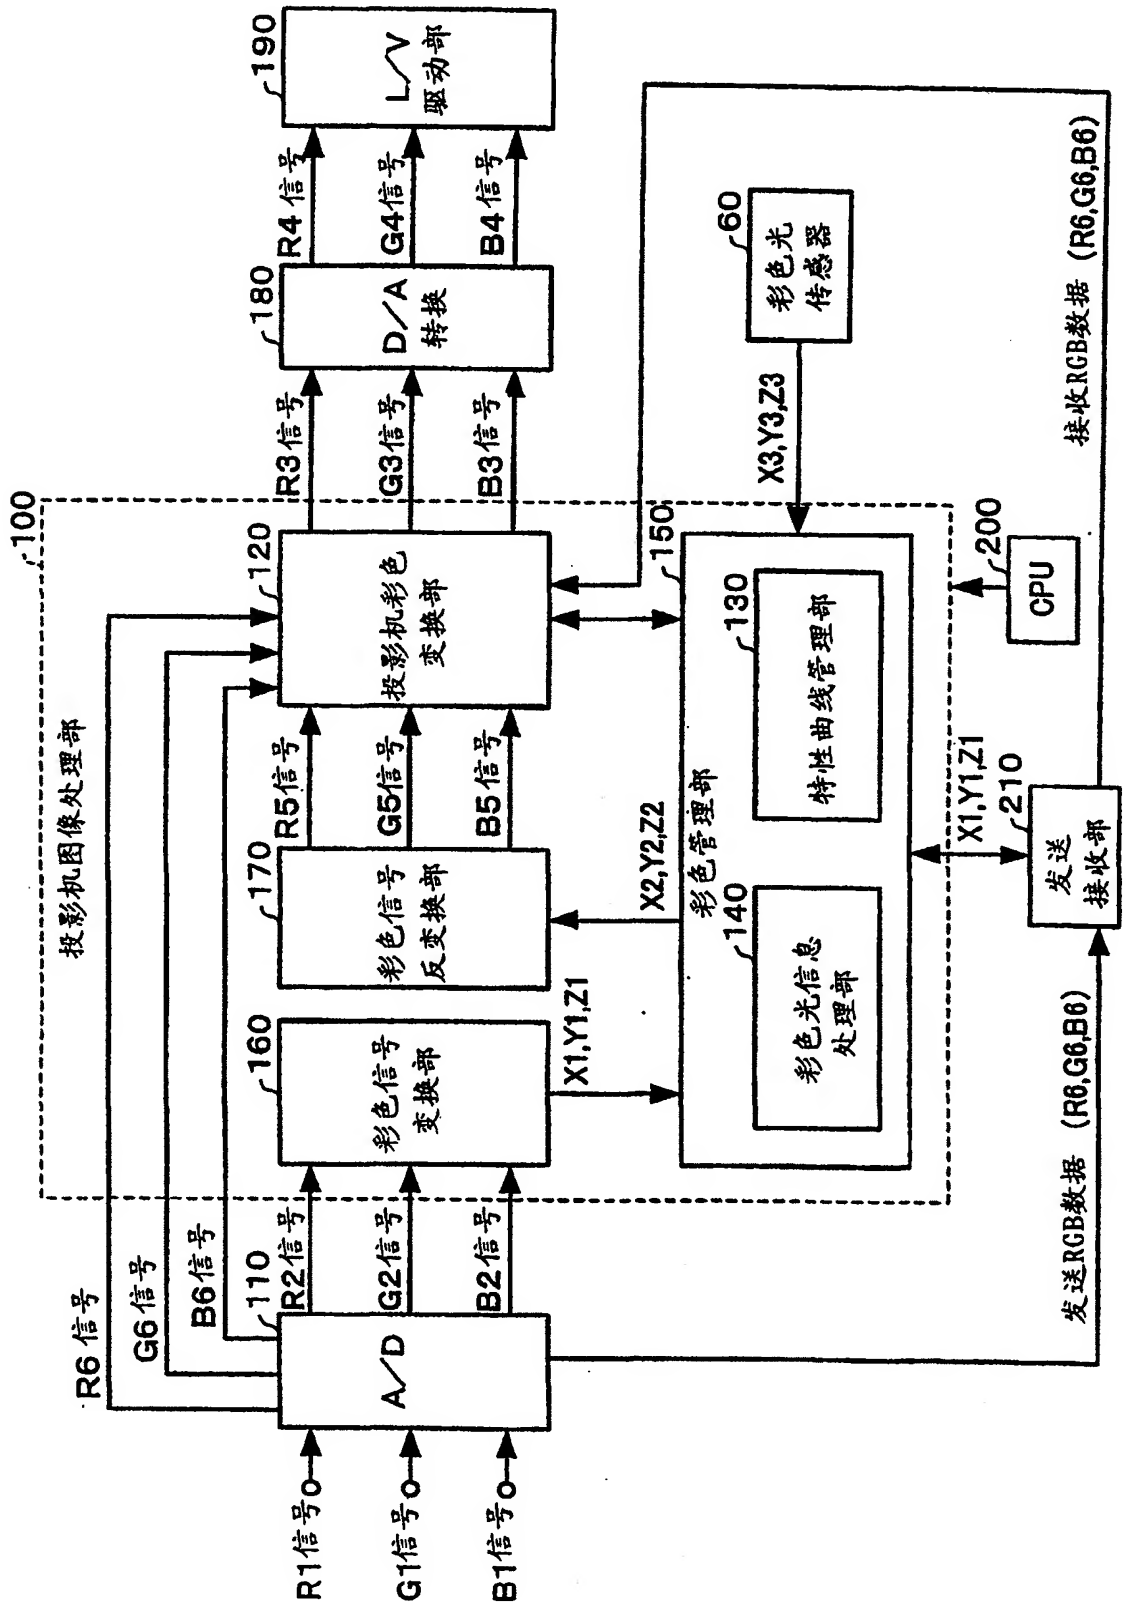 100
投影机图像处理部
R6 信号
G6 信号
B6 信号
R1信号
G1信号
B1信号
110
A/D
R2信号
G2信号
B2信号
160
彩色信号
变换部
170
彩色信号
反变换部
R5信号
G5信号
B5信号
120
投影机彩色
变换部
R3信号
G3信号
B3信号
180
D/A
转换
R4信号
G4信号
B4信号
190
L/V
驱动部
X1,Y1,Z1
X2,Y2,Z2
150
彩色管理部
140
彩色光信息
处理部
130
特性曲线管理部
X3,Y3,Z3
60
彩色光
传感器
X1,Y1,Z1
210
发送
接收部
200
CPU
发送RGB数据 (R6,G6,B6)
接收RGB数据 (R6,G6,B6)